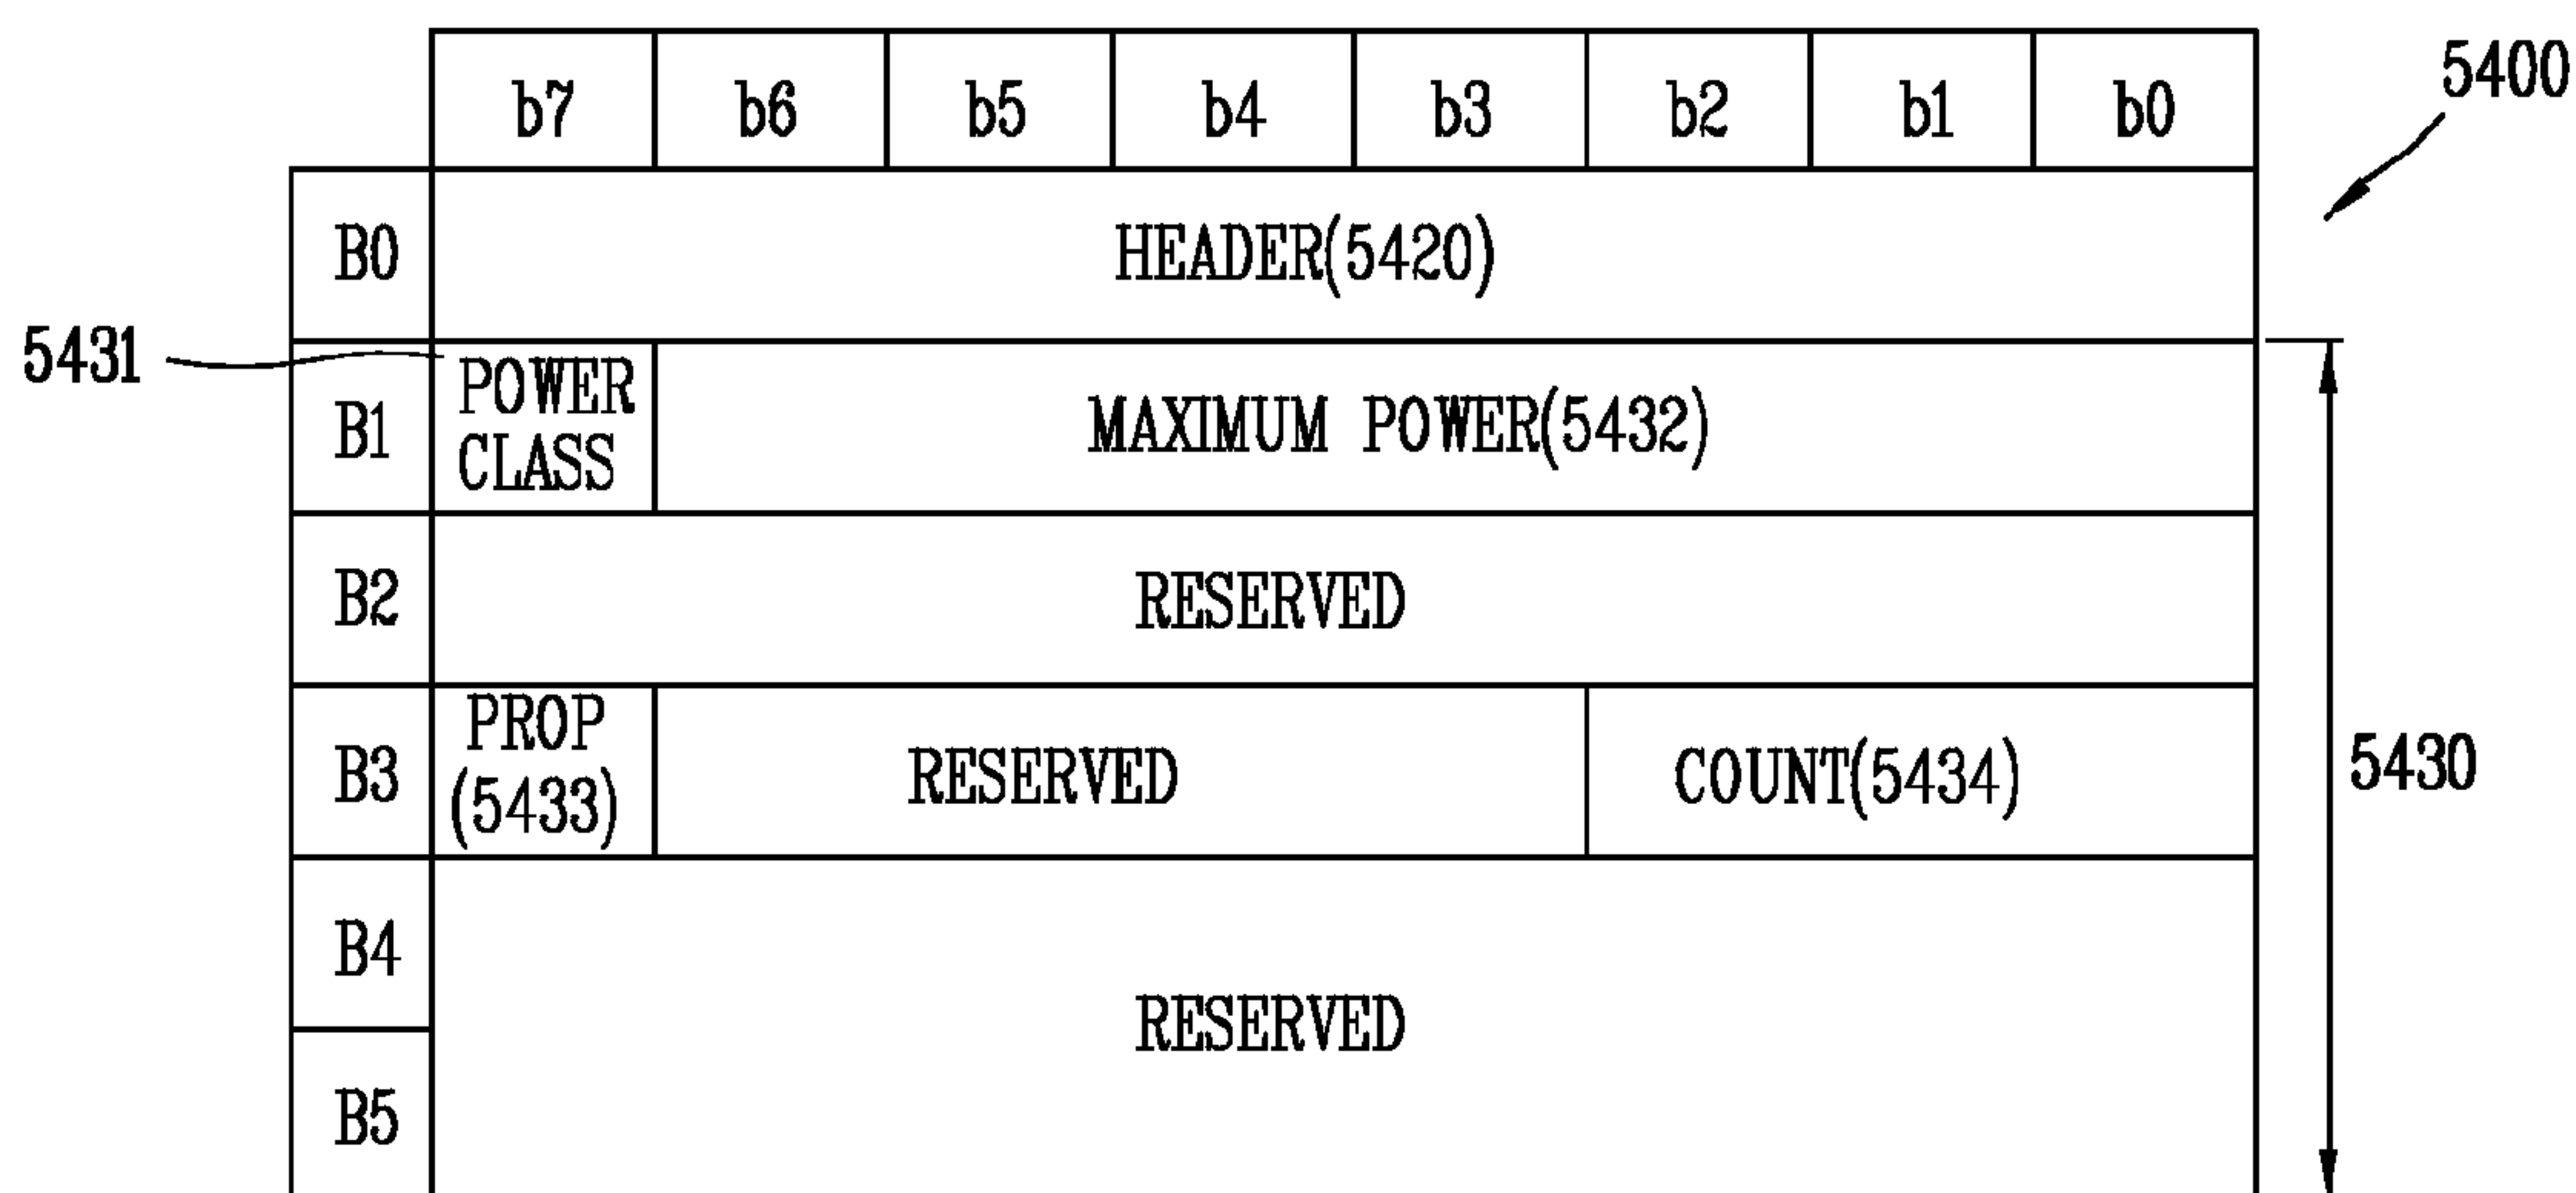 b7 b6 b5 b4 b3 b2 b1 b0
5400
B0 HEADER(5420)
5431
B1 POWER CLASS MAXIMUM POWER(5432)
B2 RESERVED
B3 PROP (5433) RESERVED COUNT(5434)
5430
B4
RESERVED
B5